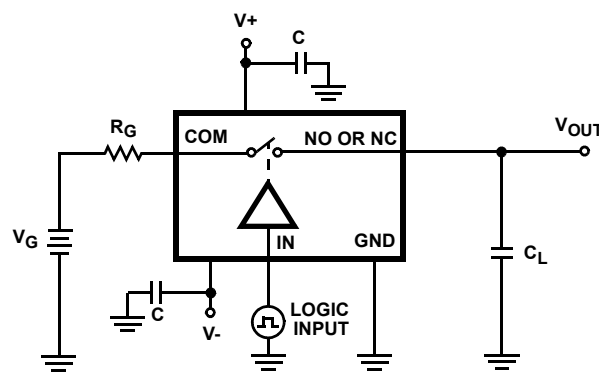 V+
C
RG
COM
NO OR NC
VOUT
VG
IN
GND
CL
C
V-
LOGIC
INPUT